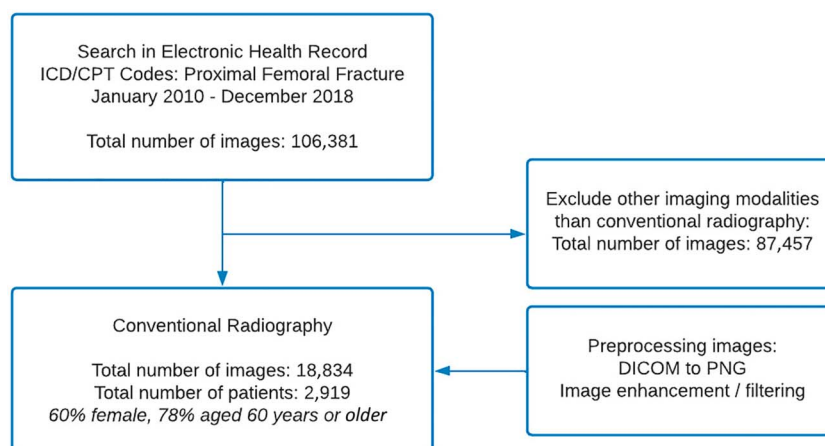 Search in Electronic Health Record
ICD/CPT Codes: Proximal Femoral Fracture
January 2010 - December 2018
Total number of images: 106,381
Exclude other imaging modalities
than conventional radiography:
Total number of images: 87,457
Conventional Radiography
Total number of images: 18,834
Total number of patients: 2,919
60% female, 78% aged 60 years or older
Preprocessing images:
DICOM to PNG
Image enhancement / filtering